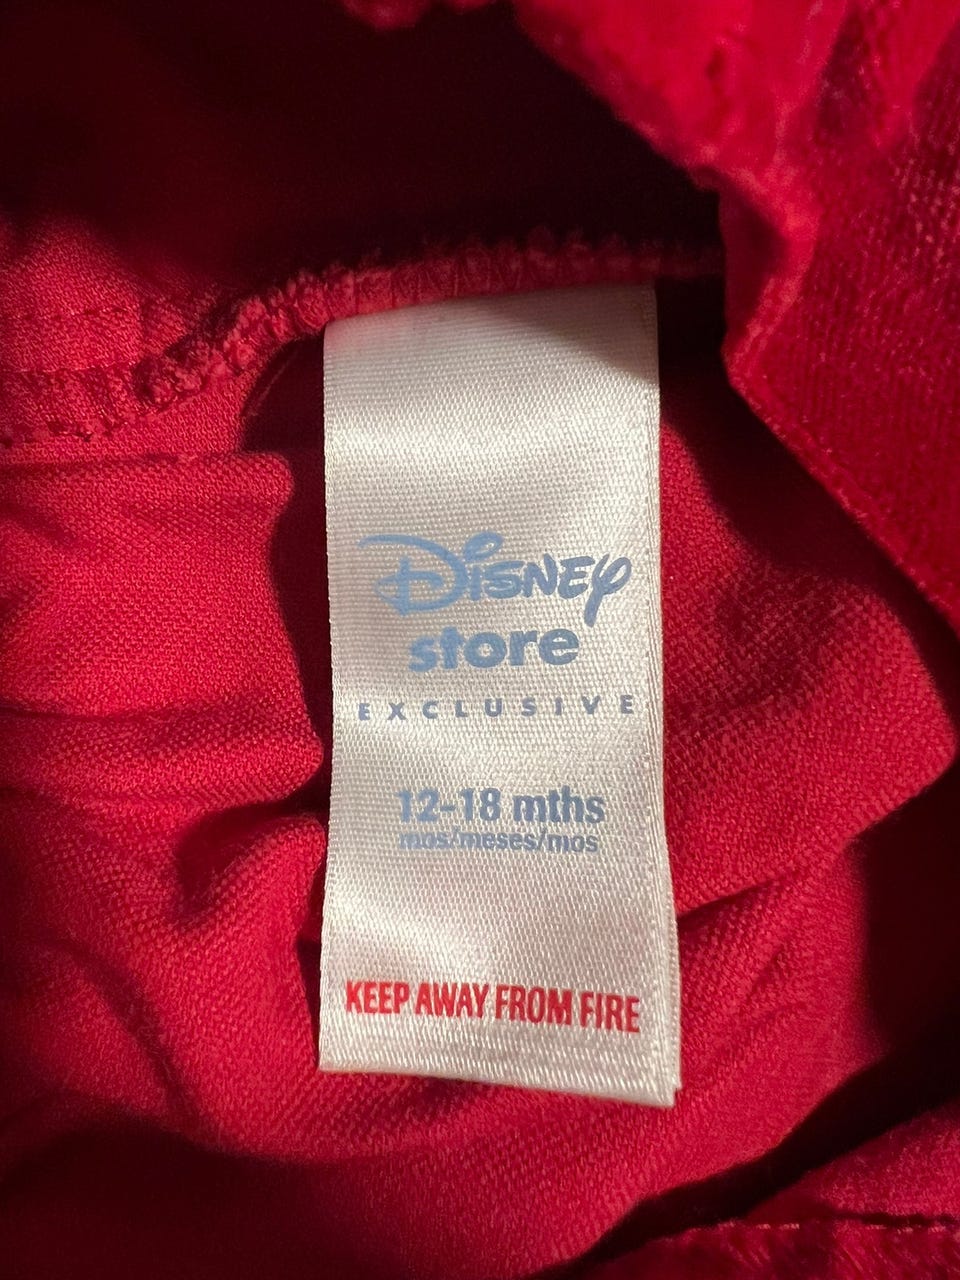 Disney
store
EXCLUSIVE
12-18 mths
mos/meses/mos
KEEP AWAY FROM FIRE